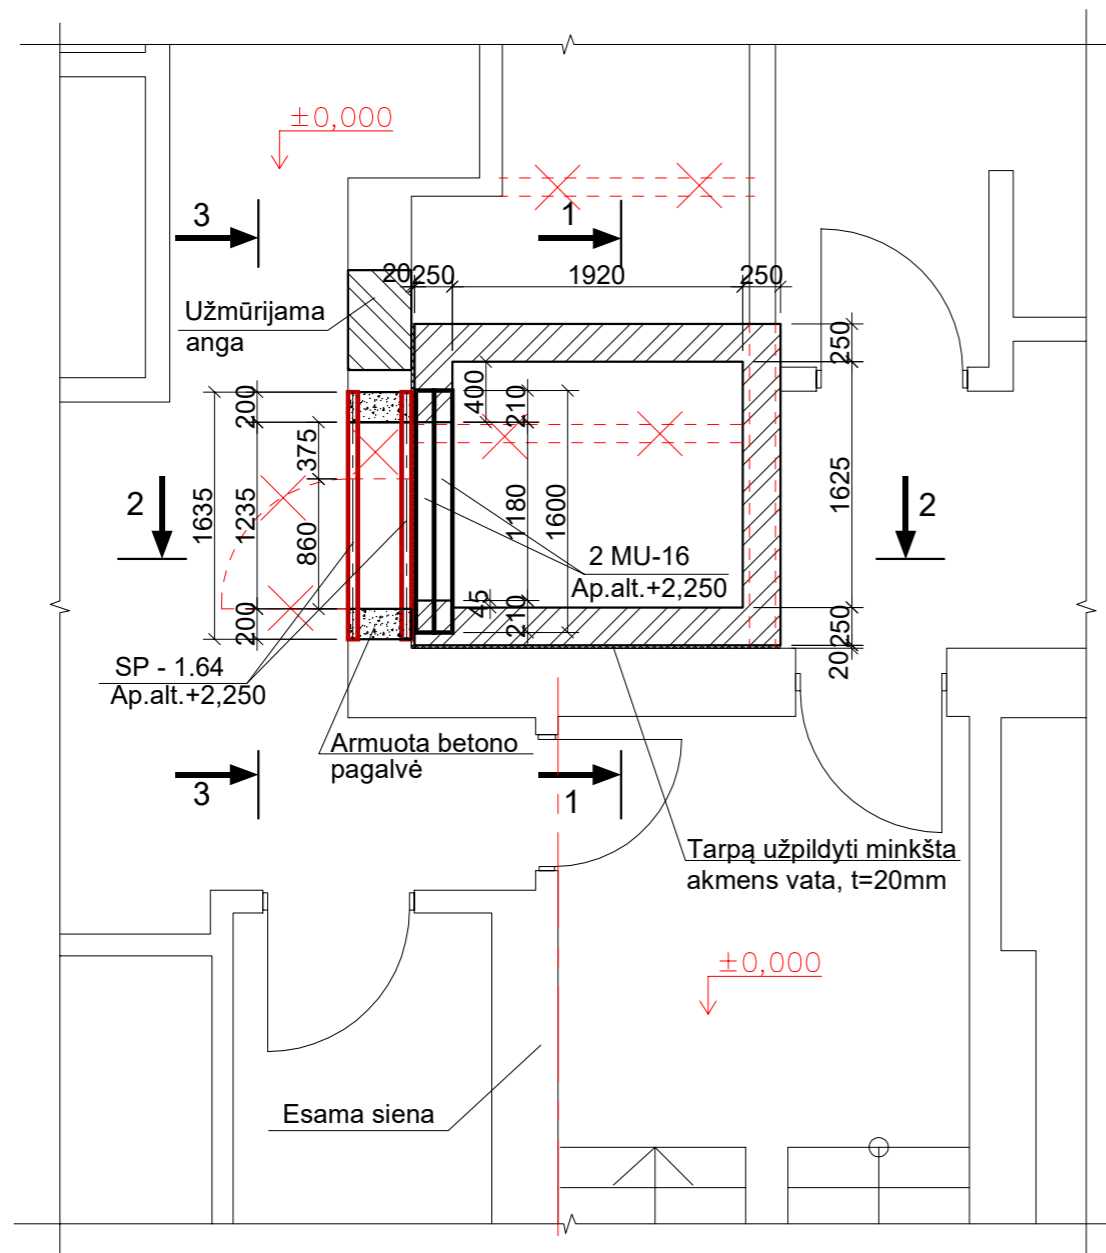 ±0,000
3
1
20
250
1920
250
Užmūrijama
anga
250
200
400
210
375
2
1635
1235
860
1180
1600
1625
2
2 MU-16
Ap.alt.+2,250
45
210
200
250
20
SP - 1.64
Ap.alt.+2,250
Armuota betono
pagalvė
3
1
Tarpą užpildyti minkšta
akmens vata, t=20mm
±0,000
Esama siena